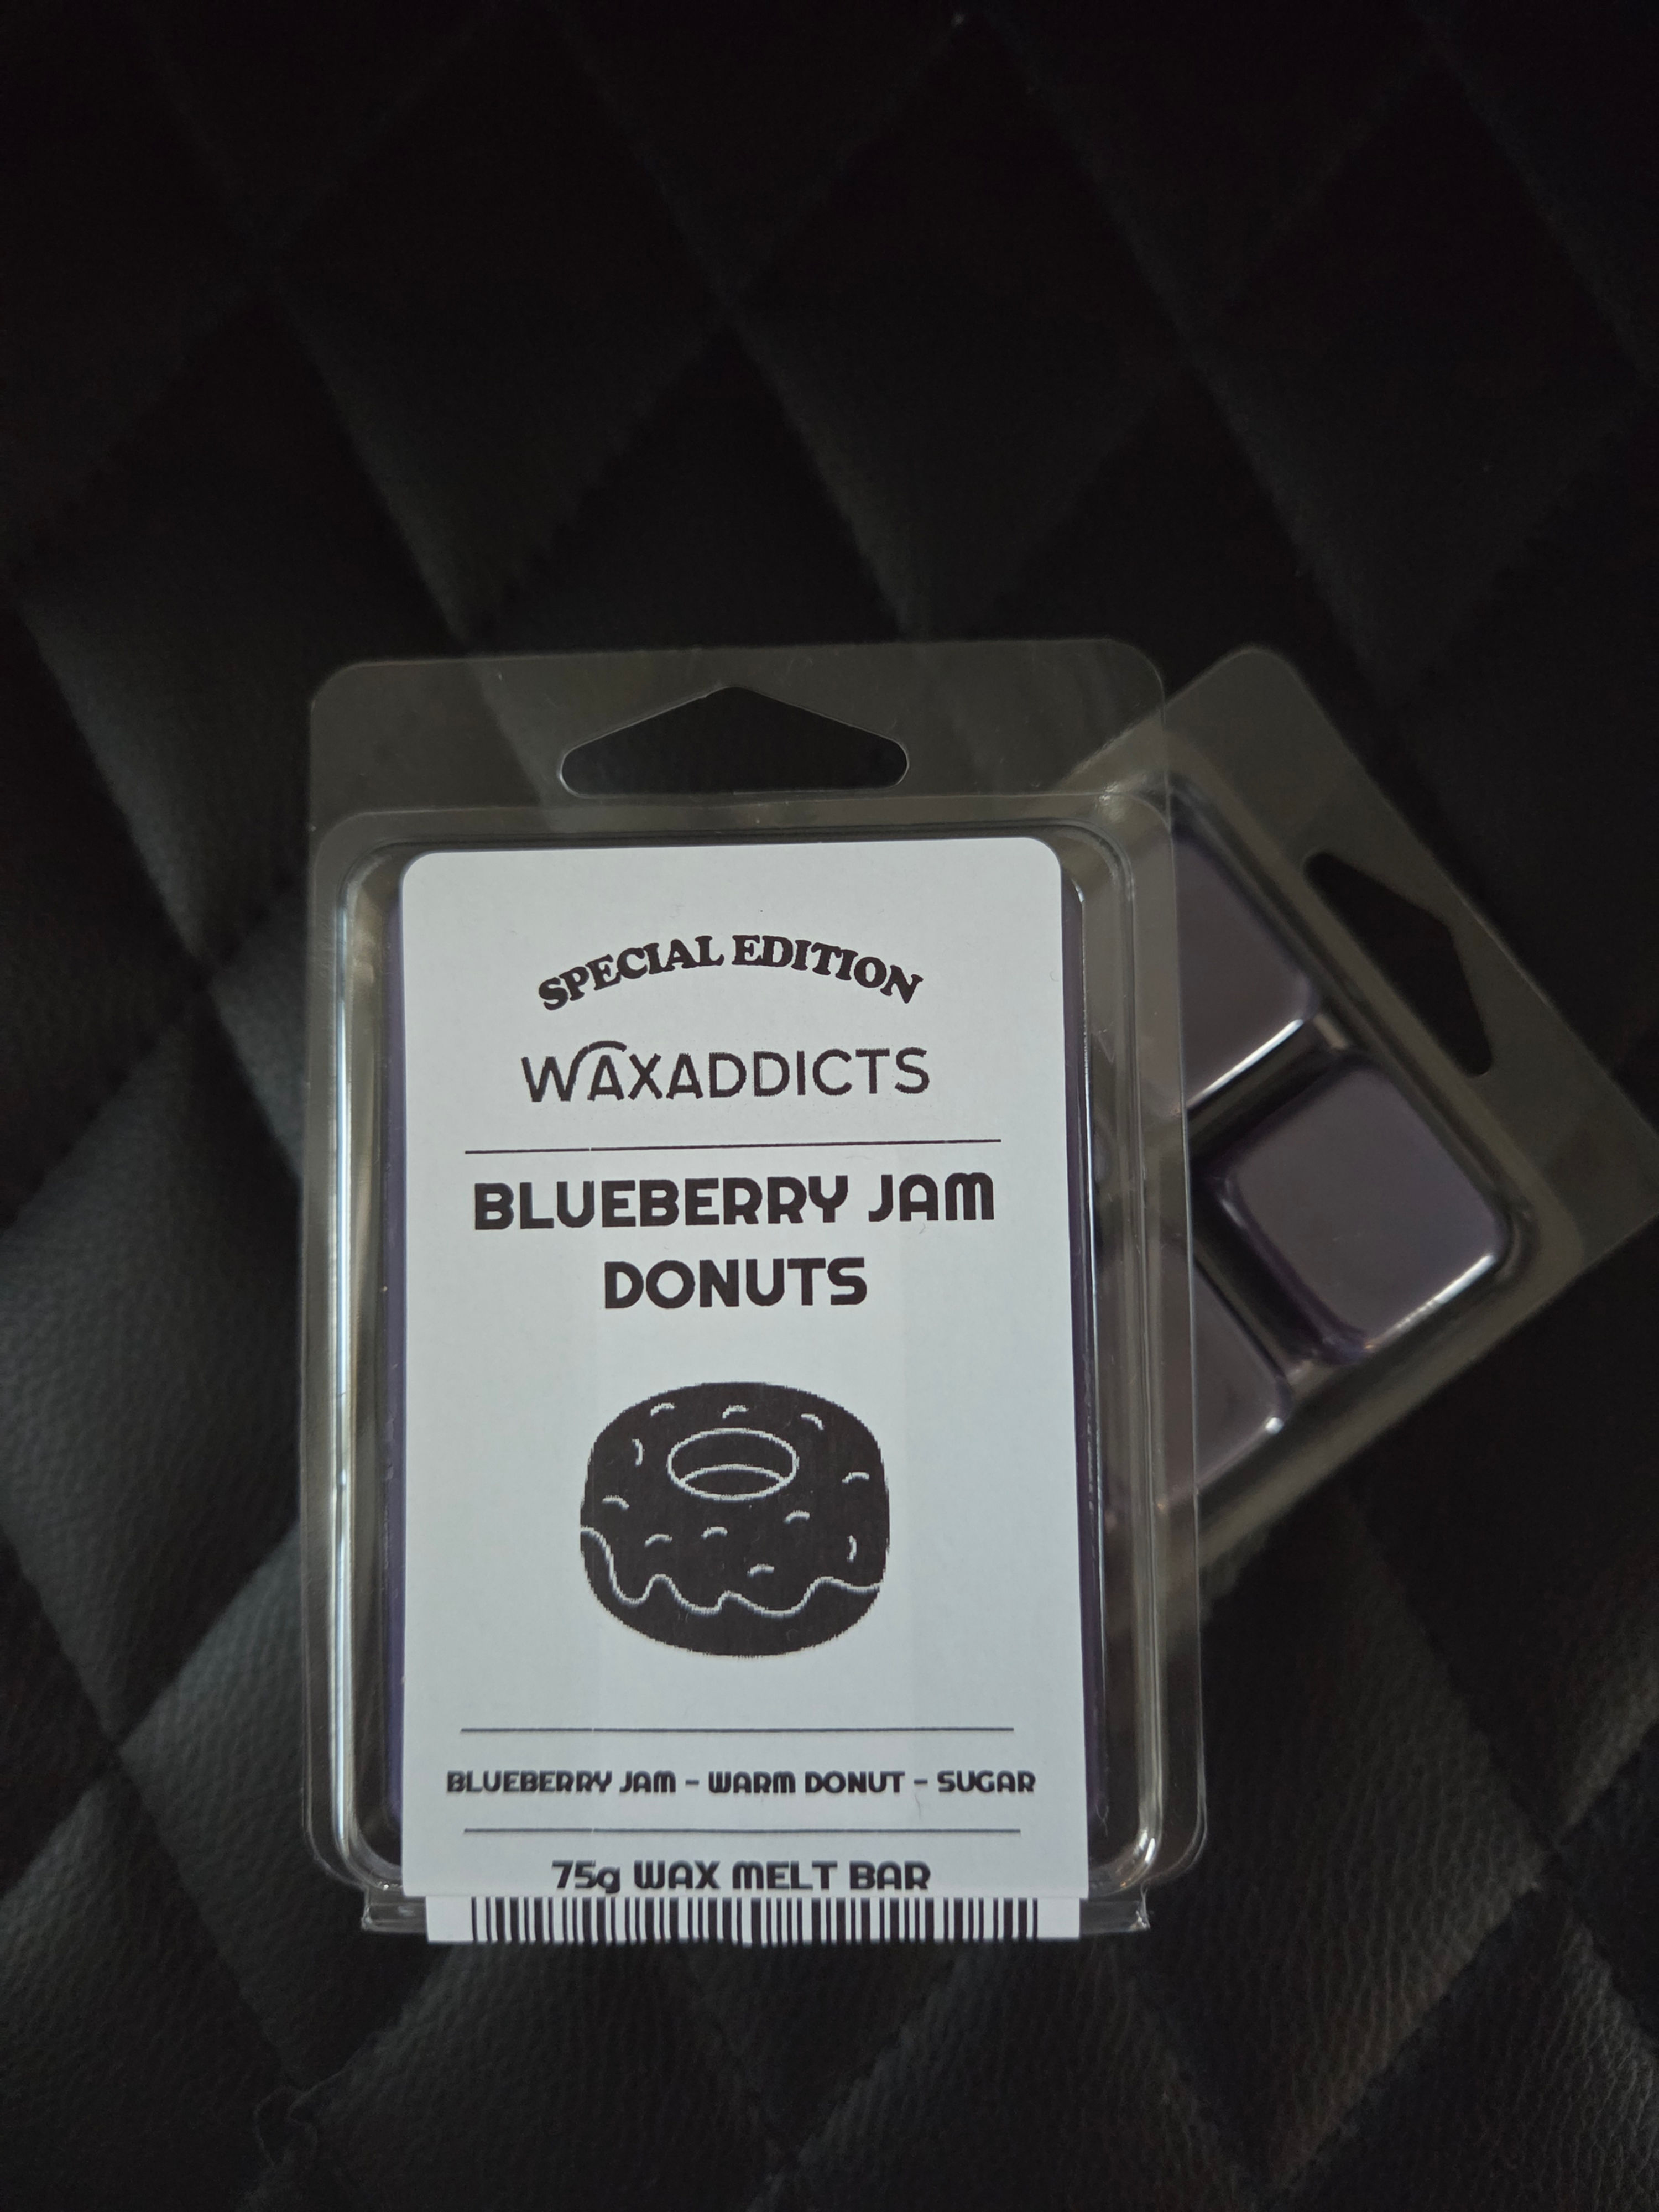 SPECIAL EDITION
WAXADDICTS
BLUEBERRY JAM
DONUTS
BLUEBERRY JAM - WARM DONUT - SUGAR
75g WAX MELT BAR